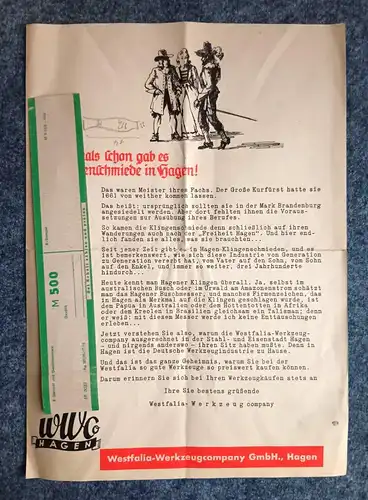 als schon gab es
enschmiede in Hagen!
Das waren Meister ihres Fachs. Der Große Kurfürst hatte sie
1661 von weither kommen lassen.
Das heißt: ursprünglich sollten sie in der Mark Brandenburg
angesiedelt werden. Aber dort fehlten ihnen die Voraus-
setzungen zur Ausübung ihres Berufes.
So kamen die Klingenschmiede denn schließlich auf ihren
Wanderungen auch nach der „Freiheit Hagen". Und hier end-
lich fanden sie alles, was sie brauchten...
Seit jener Zeit gibt es in Hagen Klingenschmieden, und es
ist bemerkenswert, wie sich diese Industrie von Generation
zu Generation vererbt hat, vom Vater auf den Sohn, vom Sohn
auf den Enkel, und immer so weiter, drei Jahrhunderte
hindurch...
Heute kennt man Hagener Klingen überall. Ja, selbst im
australischen Busch oder im Urwald am Amazonenstrom schätzt
man das Hagener Buschmesser, und manches Firmenzeichen, das
in Hagen als Merkmal auf die Klingen geschlagen wurde, ist
den Papua in Australien oder den Hottentotten in Afrika
oder den Kreolen in Brasilien gleichsam ein Talisman; denn
er weiß: mit diesem Messer werde ich keine Enttäuschungen
erleben...
Jetzt verstehen Sie also, warum die Westfalia-Werkzeug-
company ausgerechnet in der Stahl- und Eisenstadt Hagen
- und nirgends anderswo - ihren Sitz haben mußte. Denn in
Hagen ist die Deutsche Werkzeugindustrie zu Hause.
Und das ist das ganze Geheimnis, warum Sie bei der
Westfalia so gute Werkzeuge so preiswert kaufen können.
Darum erinnern Sie sich bei Ihren Werkzeugkäufen stets an
Ihre Sie bestens grüßende
Westfalia-Werkzeugcompany
M 500
WWCo
HAGEN
Westfalia-Werkzeugcompany GmbH., Hagen